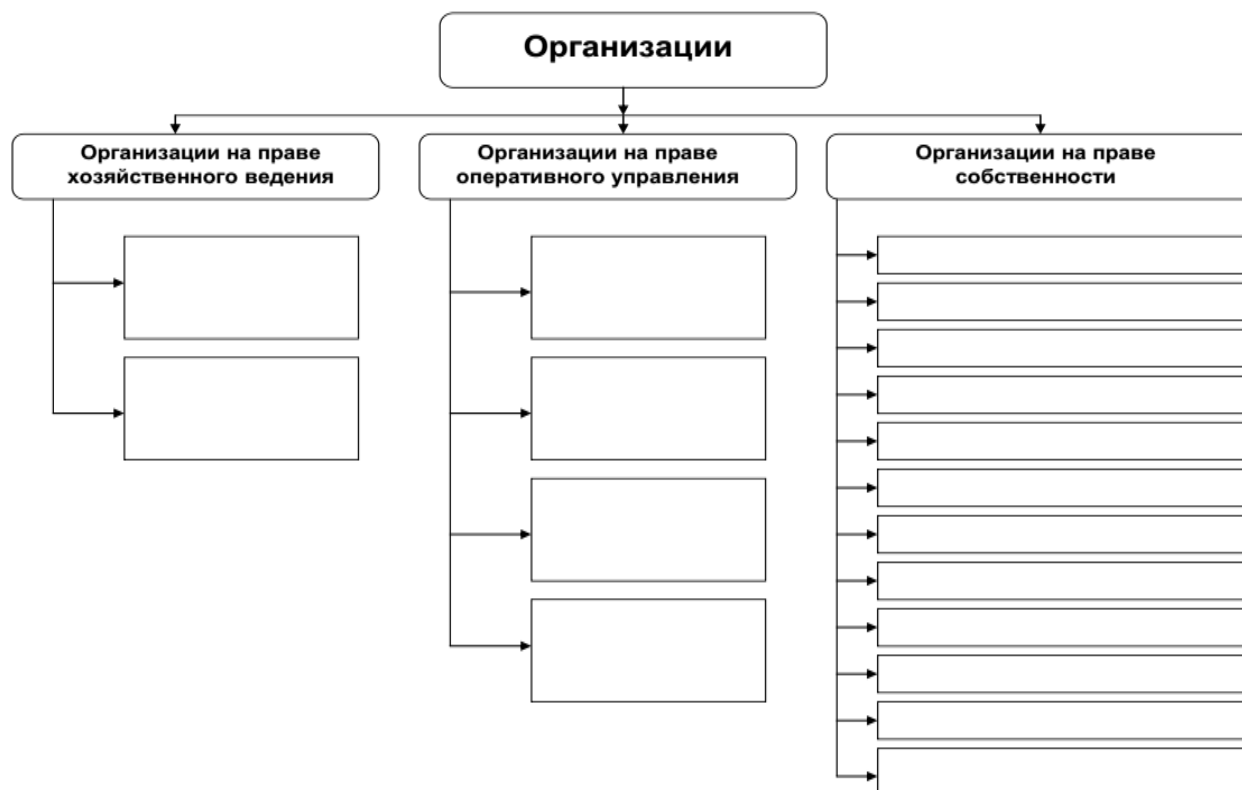 Организации
Организации на праве
хозяйственного ведения
Организации на праве
оперативного управления
Организации на праве
собственности